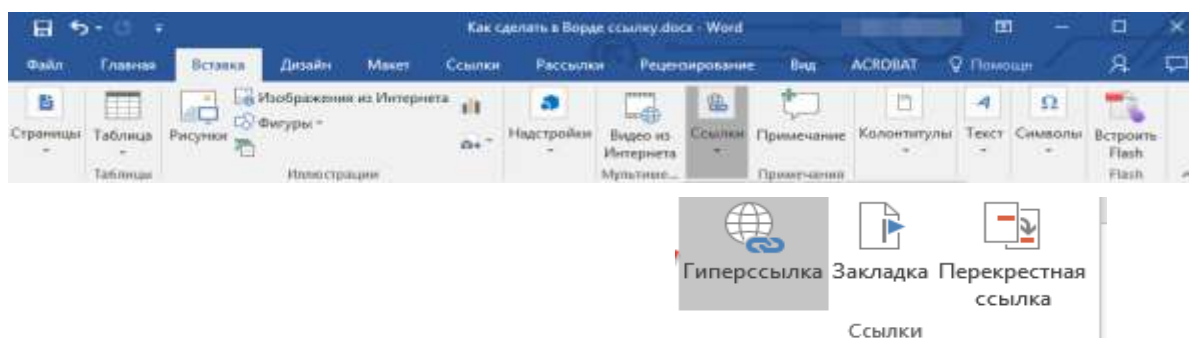 Как сделать в Ворде ссылку.docx - Word
Файл Главная Вставка Дизайн Макет Ссылки Рассылки Рецензирование Вид ACROBAT Помощн
Страницы Таблица Рисунки Изображения из Интернета Фигуры Надстройки Видео из Интернета Ссылки Примечание Колонтитулы Текст Символы Встроить Flash
Таблицы Иллюстрации Мультиме... Примечания Flash
Гиперссылка Закладка Перекрестная
ссылка
Ссылки